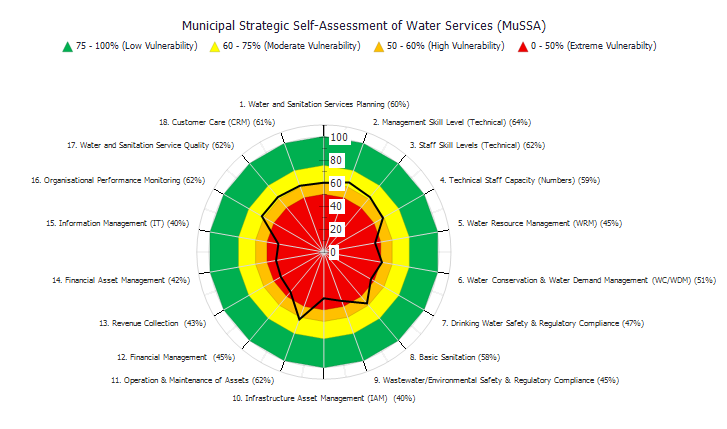 Municipal Strategic Self-Assessment of Water Services (MuSSA)
75 - 100% (Low Vulnerability) 60 - 75% (Moderate Vulnerability) 50 - 60% (High Vulnerability) 0 - 50% (Extreme Vulnerabilty)
1. Water and Sanitation Services Planning (60%)
2. Management Skill Level (Technical) (64%)
3. Staff Skill Levels (Technical) (62%)
4. Technical Staff Capacity (Numbers) (59%)
5. Water Resource Management (WRM) (45%)
6. Water Conservation & Water Demand Management (WC/WDM) (51%)
7. Drinking Water Safety & Regulatory Compliance (47%)
8. Basic Sanitation (58%)
9. Wastewater/Environmental Safety & Regulatory Compliance (45%)
10. Infrastructure Asset Management (IAM) (40%)
11. Operation & Maintenance of Assets (62%)
12. Financial Management (45%)
13. Revenue Collection (43%)
14. Financial Asset Management (42%)
15. Information Management (IT) (40%)
16. Organisational Performance Monitoring (62%)
17. Water and Sanitation Service Quality (62%)
18. Customer Care (CRM) (61%)
100
80
60
40
20
0